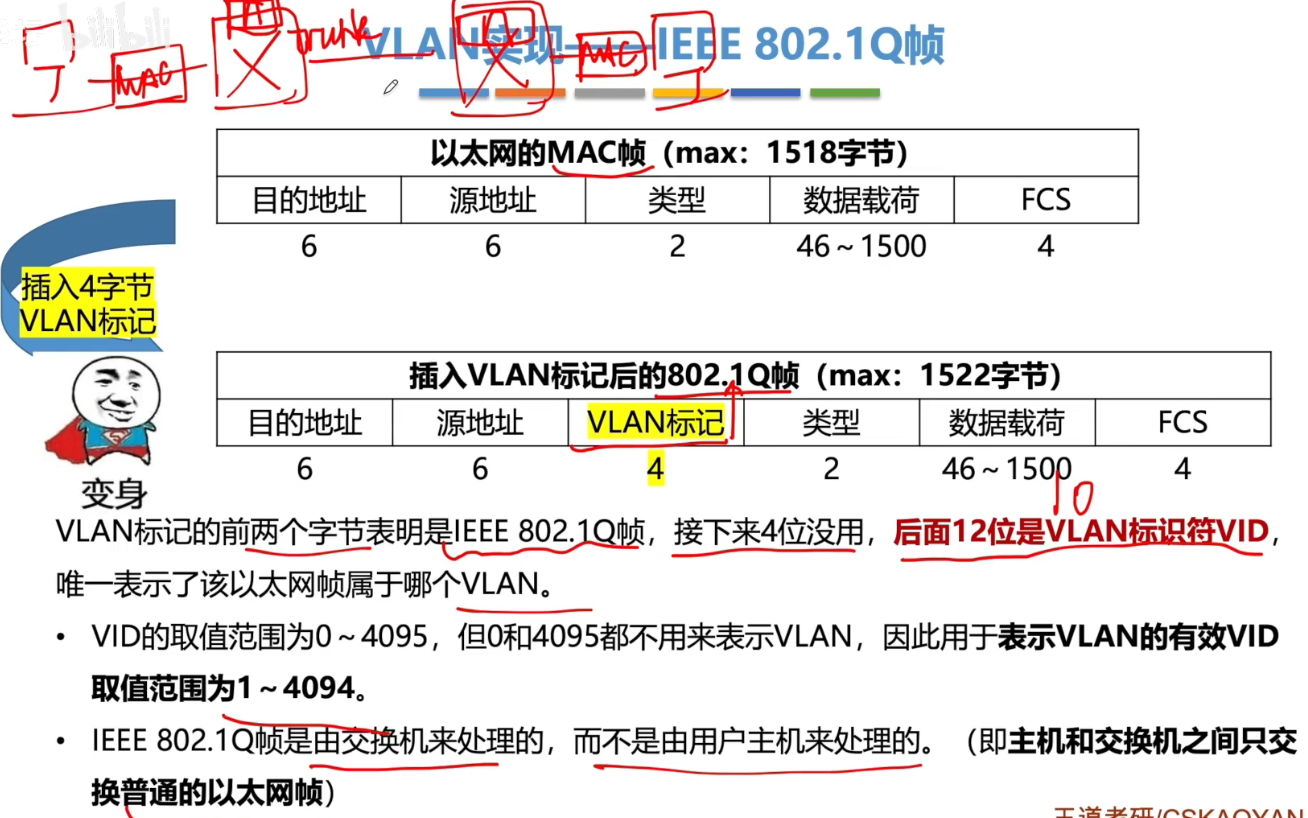 bilibili
trunk
VLAN实现——IEEE 802.1Q帧
MAC
MAC
以太网的MAC帧（max：1518字节）
目的地址 源地址 类型 数据载荷 FCS
6 6 2 46～1500 4
插入4字节
VLAN标记
插入VLAN标记后的802.1Q帧（max：1522字节）
目的地址 源地址 VLAN标记 类型 数据载荷 FCS
6 6 4 2 46～1500 4
变身
10
VLAN标记的前两个字节表明是IEEE 802.1Q帧，接下来4位没用，后面12位是VLAN标识符VID，
唯一表示了该以太网帧属于哪个VLAN。
• VID的取值范围为0～4095，但0和4095都不用来表示VLAN，因此用于表示VLAN的有效VID
取值范围为1～4094。
• IEEE 802.1Q帧是由交换机来处理的，而不是由用户主机来处理的。（即主机和交换机之间只交
换普通的以太网帧）
王道考研/CSKAOYAN